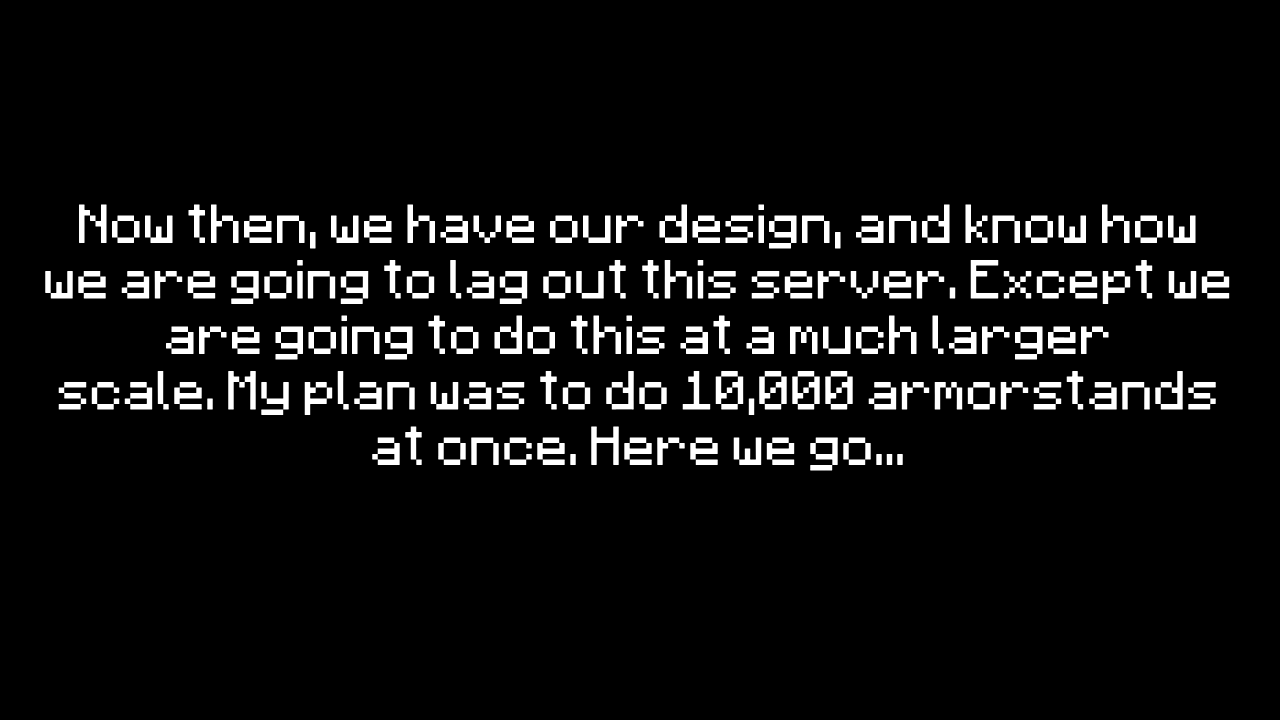 Now then, we have our design, and know how
we are going to lag out this server. Except we
are going to do this at a much larger
scale. My plan was to do 10,000 armorstands
at once. Here we go...